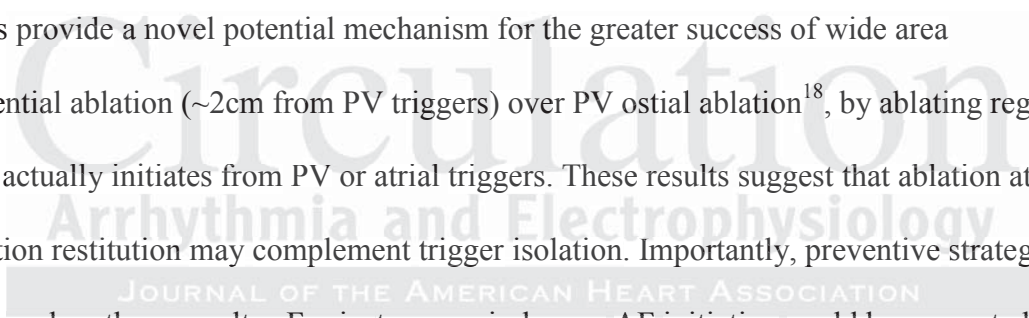 s provide a novel potential mechanism for the greater success of wide area
ential ablation (~2cm from PV triggers) over PV ostial ablation18, by ablating reg
actually initiates from PV or atrial triggers. These results suggest that ablation at
tion restitution may complement trigger isolation. Importantly, preventive strateg
Circulation
Arrhythmia and Electrophysiology
JOURNAL OF THE AMERICAN HEART ASSOCIATION